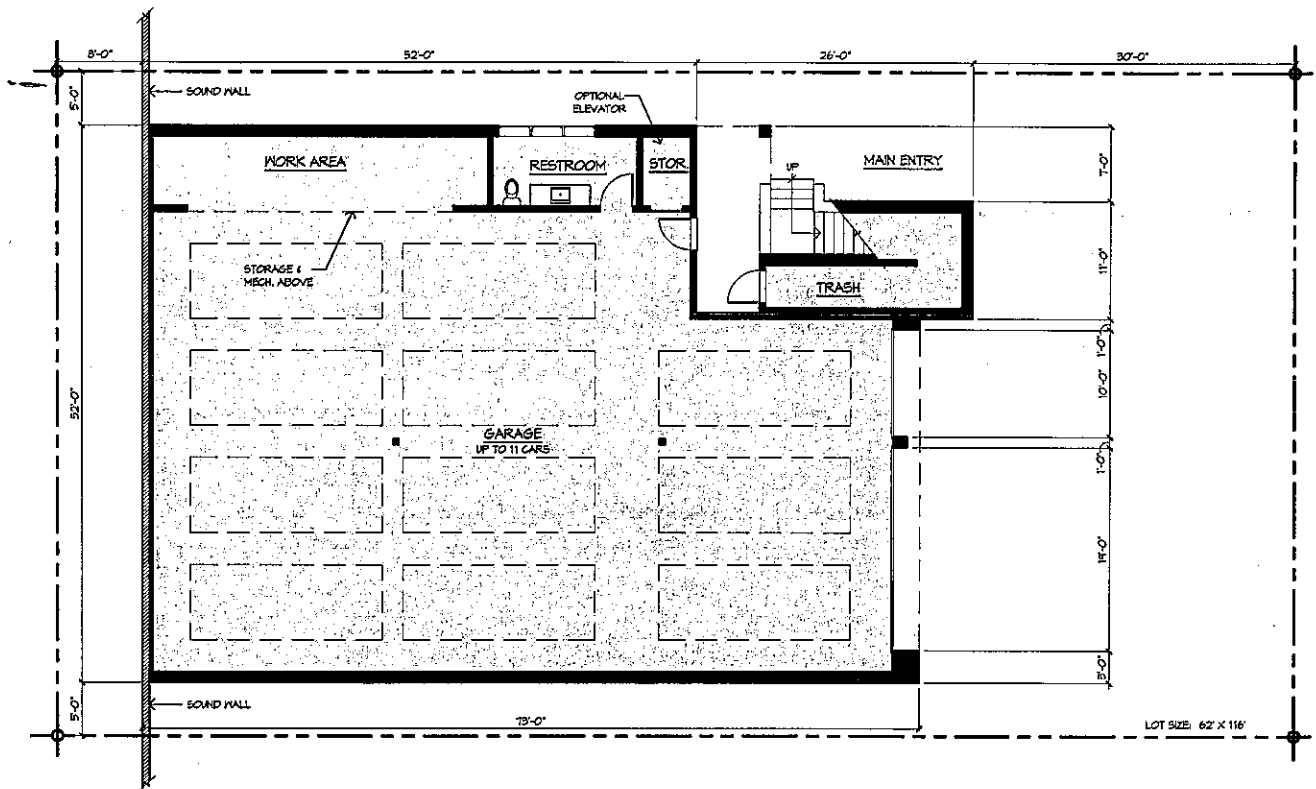 8'-0"
52'-0"
26'-0"
30'-0"
5'-0"
SOUND WALL
OPTIONAL
ELEVATOR
WORK AREA
RESTROOM
STOR.
UP
MAIN ENTRY
7'-0"
STORAGE &
MECH. ABOVE
11'-0"
TRASH
1'-0"
10'-0"
52'-0"
GARAGE
UP TO 11 CARS
1'-0"
19'-0"
3'-0"
5'-0"
SOUND WALL
73'-0"
LOT SIZE: 62' X 116'